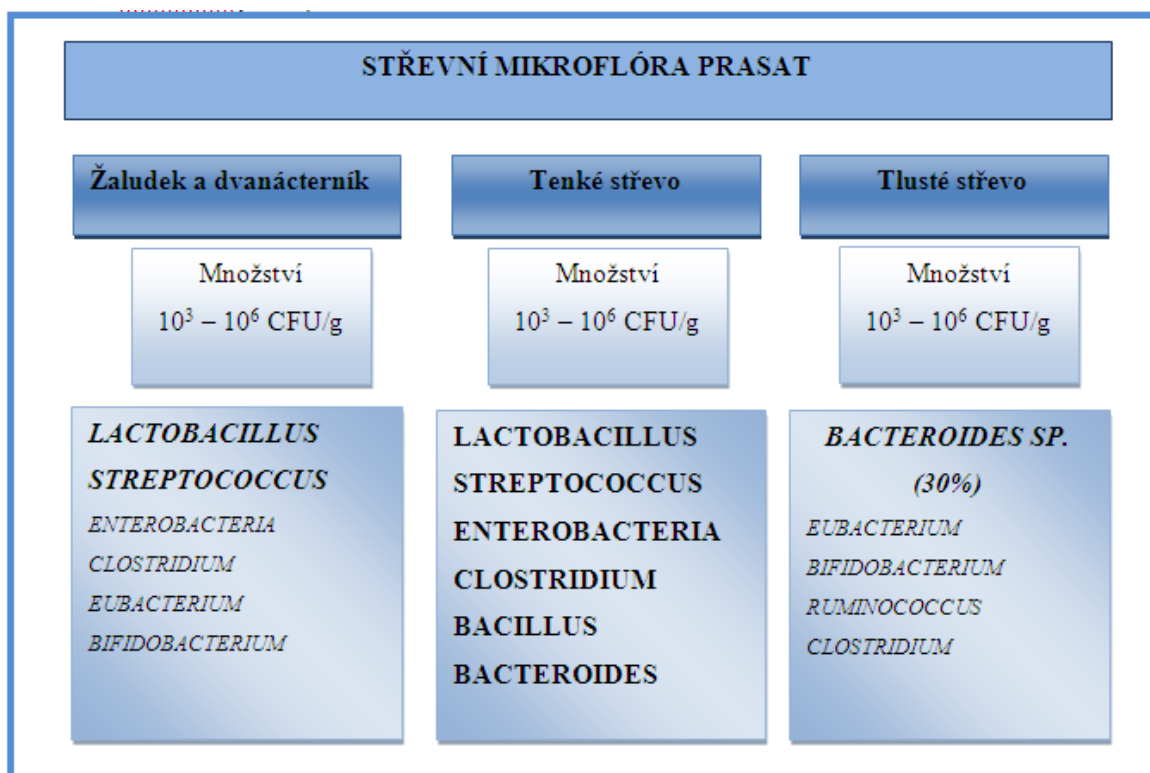 STŘEVNÍ MIKROFLÓRA PRASAT
Žaludek a dvanácterník
Množství
10³ – 10⁶ CFU/g
LACTOBACILLUS
STREPTOCOCCUS
ENTEROBACTERIA
CLOSTRIDIUM
EUBACTERIUM
BIFIDOBACTERIUM
Tenké střevo
Množství
10³ – 10⁶ CFU/g
LACTOBACILLUS
STREPTOCOCCUS
ENTEROBACTERIA
CLOSTRIDIUM
BACILLUS
BACTEROIDES
Tlusté střevo
Množství
10³ – 10⁶ CFU/g
BACTEROIDES SP.
(30%)
EUBACTERIUM
BIFIDOBACTERIUM
RUMINOCOCCUS
CLOSTRIDIUM